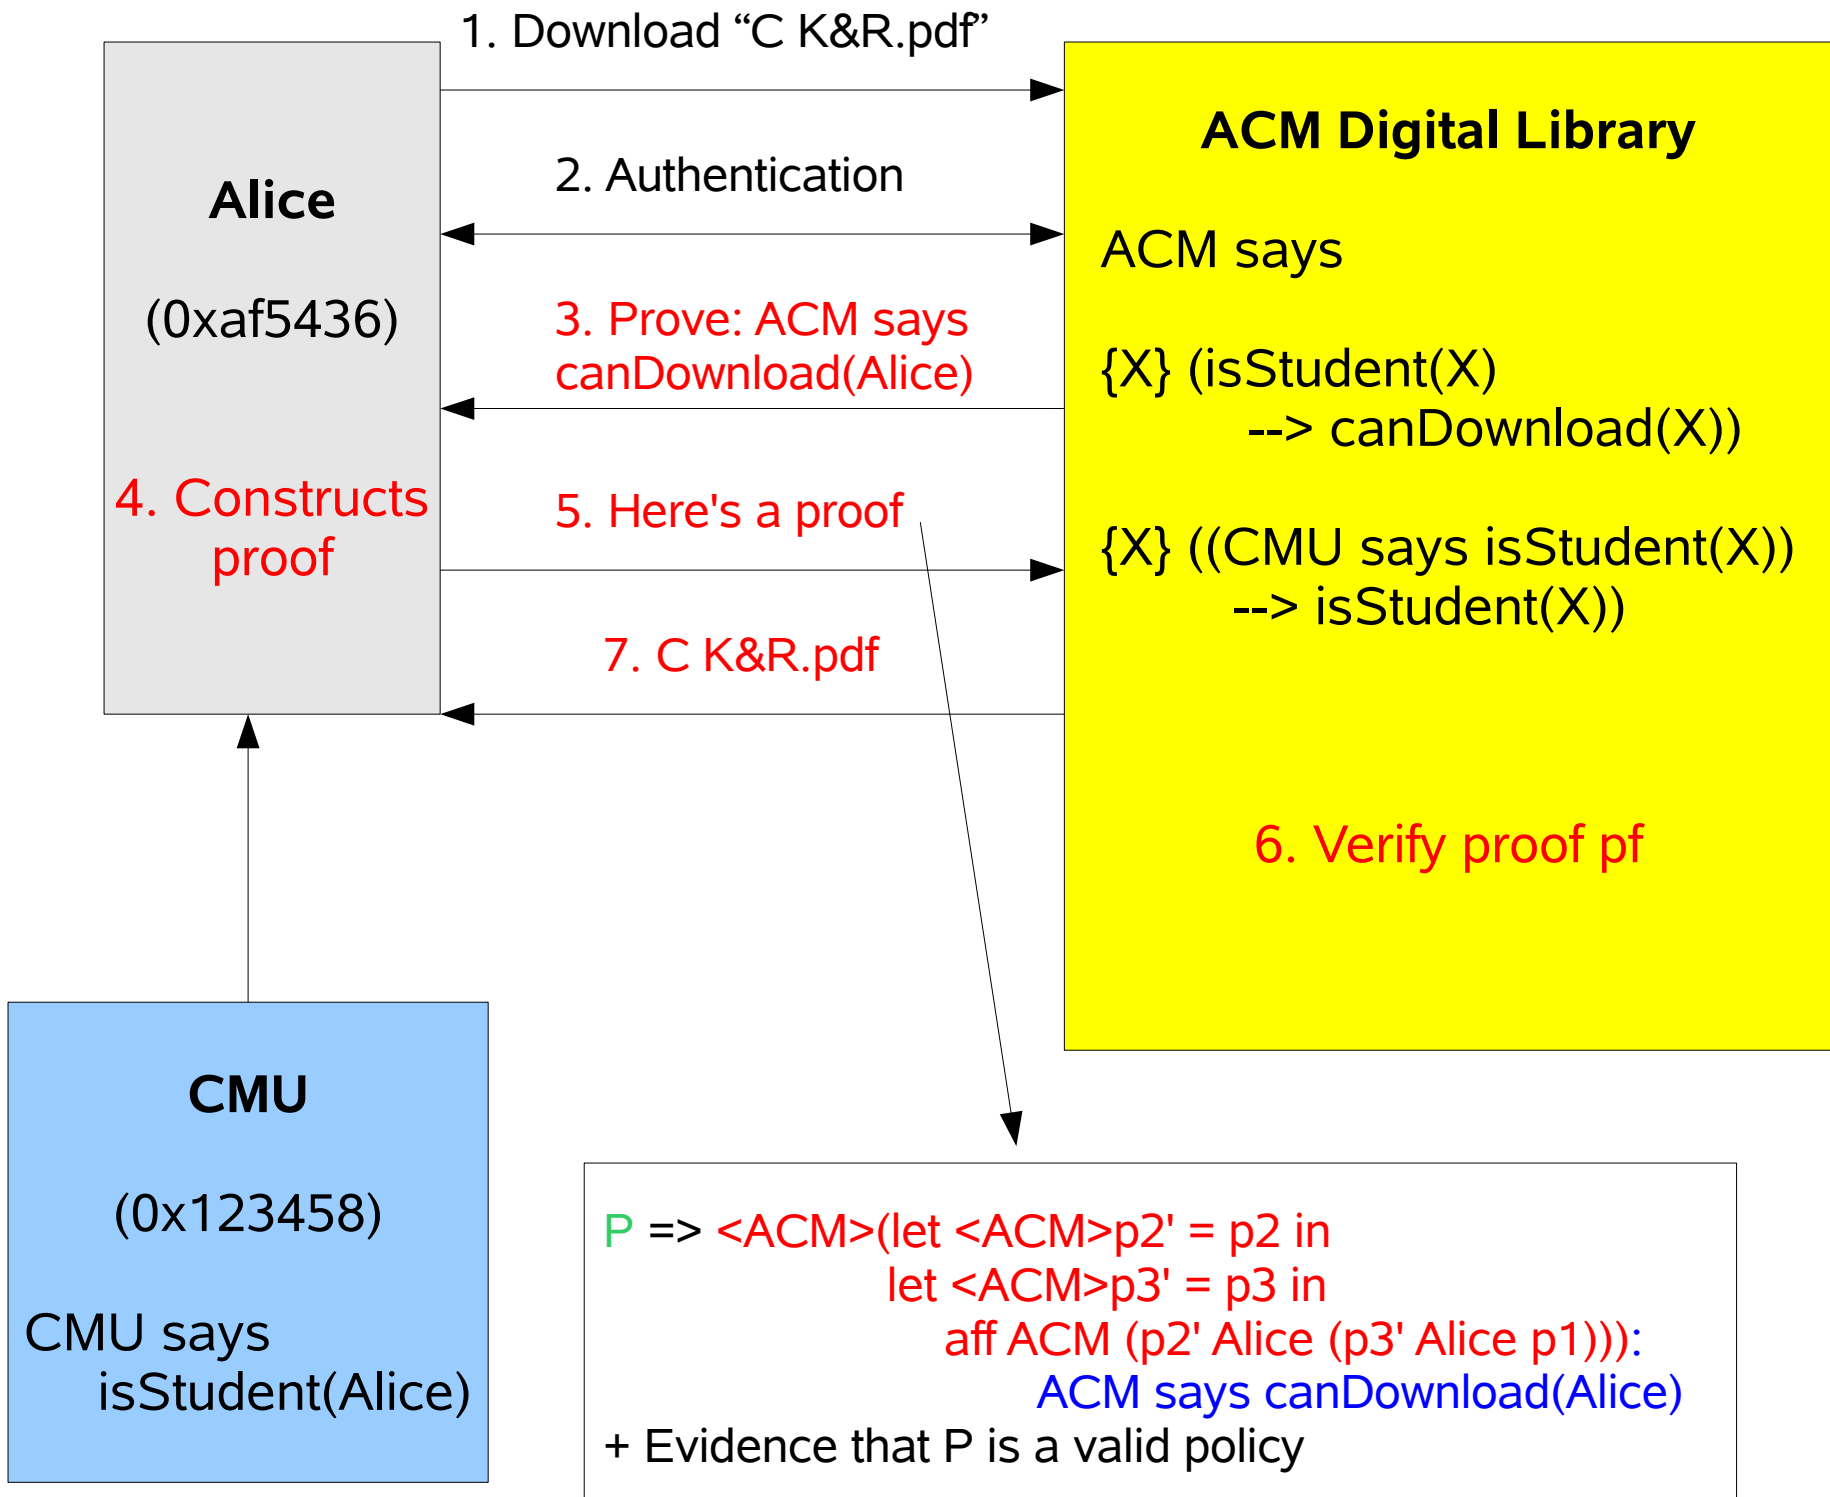 1. Download “C K&R.pdf”
Alice
(0xaf5436)
4. Constructs
proof
2. Authentication
3. Prove: ACM says
canDownload(Alice)
5. Here's a proof
7. C K&R.pdf
ACM Digital Library
ACM says
{X} (isStudent(X)
--> canDownload(X))
{X} ((CMU says isStudent(X))
--> isStudent(X))
6. Verify proof pf
CMU
(0x123458)
CMU says
isStudent(Alice)
P => <ACM>(let <ACM>p2' = p2 in
let <ACM>p3' = p3 in
aff ACM (p2' Alice (p3' Alice p1))):
ACM says canDownload(Alice)
+ Evidence that P is a valid policy